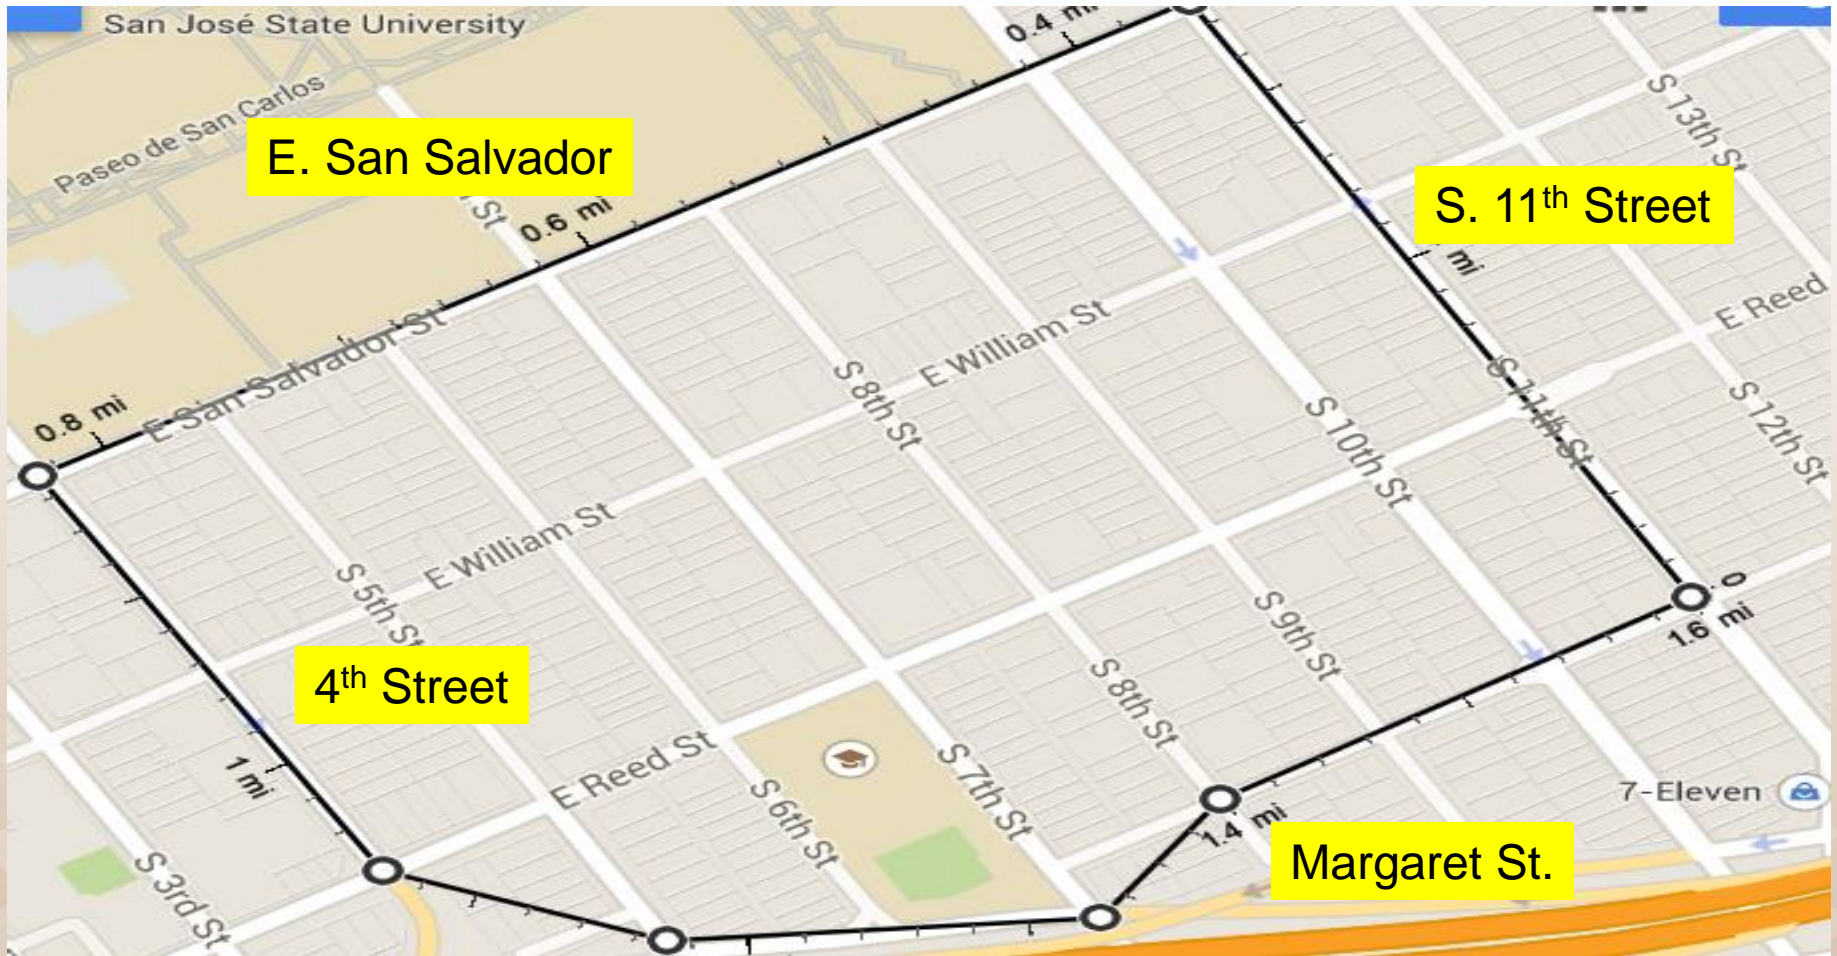 San José State University
0.4 mi
Paseo de San Carlos
S 13th St
E. San Salvador
S. 11th Street
St
0.6 mi
mi
E Reed
E San Salvador St
E William St
S 8th St
S 11th St
S 10th St
S 12th St
0.8 mi
E William St
S 5th St
S 9th St
0
1.6 mi
4th Street
S 8th St
E Reed St
S 7th St
1 mi
S 6th St
7-Eleven
1.4 mi
S 3rd St
Margaret St.